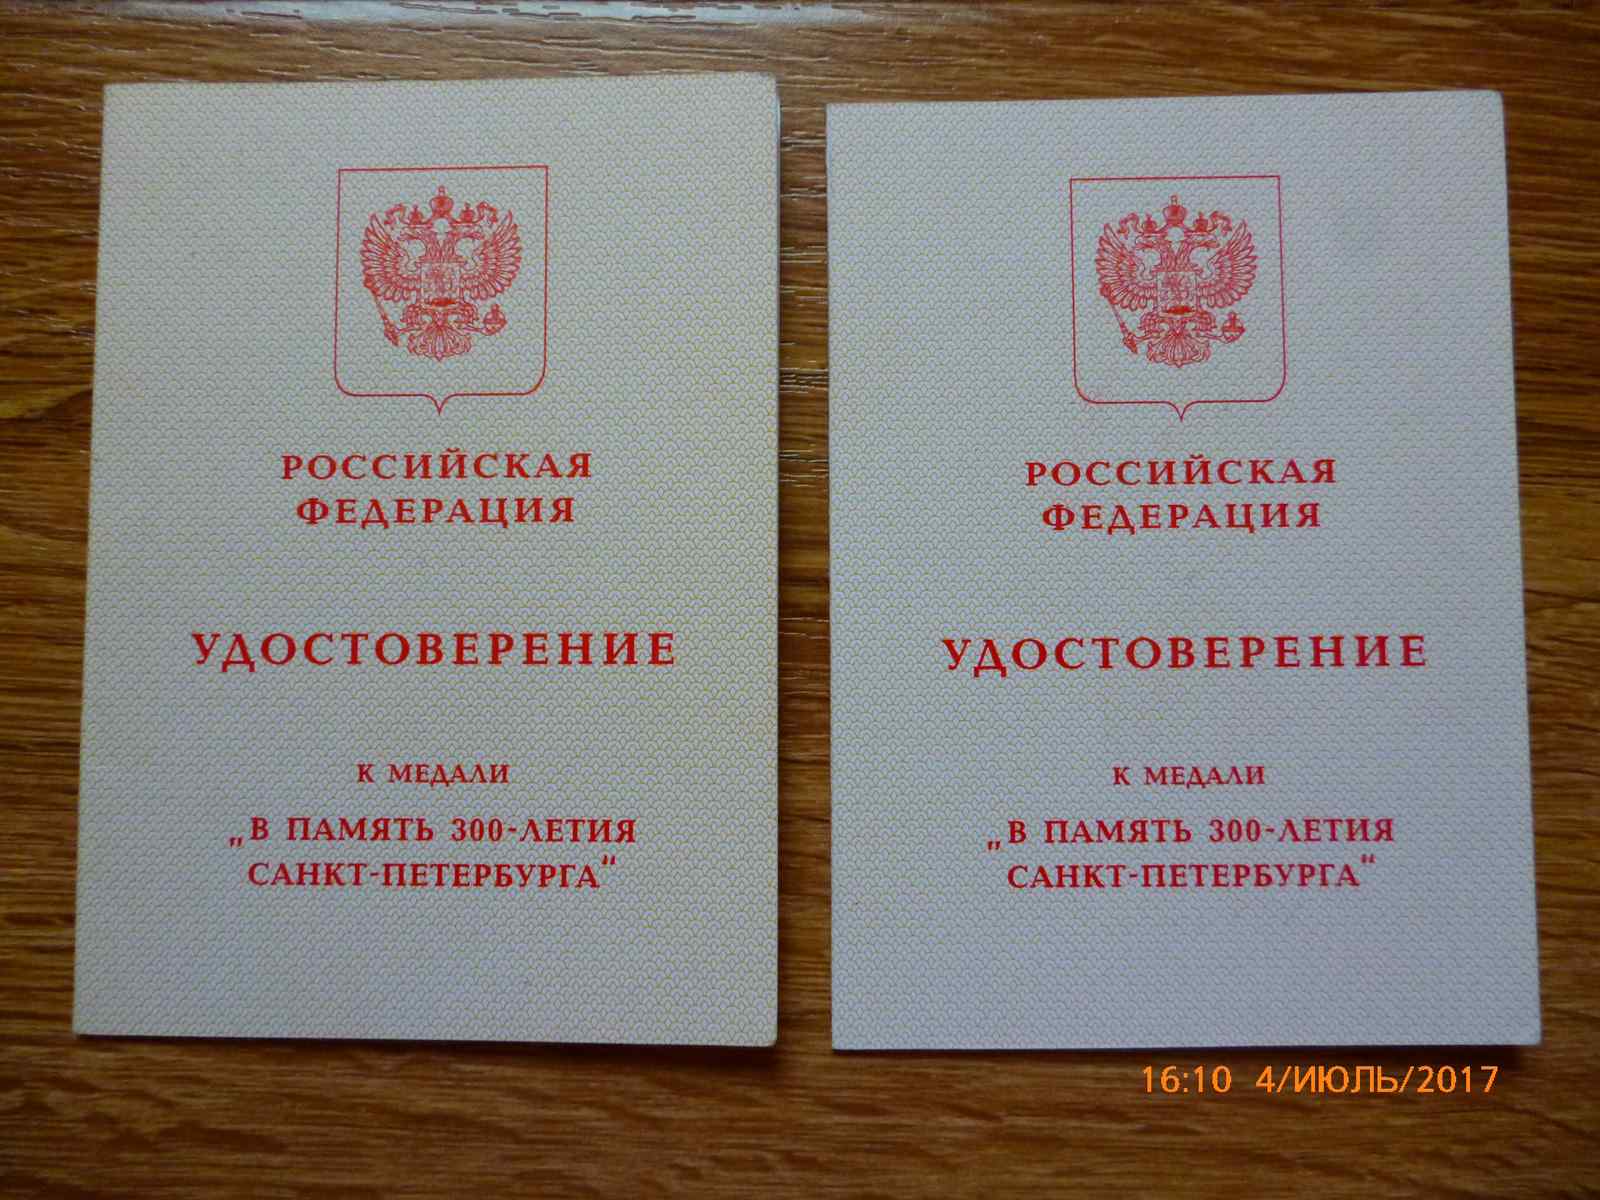 РОССИЙСКАЯ
ФЕДЕРАЦИЯ
УДОСТОВЕРЕНИЕ
К МЕДАЛИ
„В ПАМЯТЬ 300-ЛЕТИЯ
САНКТ-ПЕТЕРБУРГА“
РОССИЙСКАЯ
ФЕДЕРАЦИЯ
УДОСТОВЕРЕНИЕ
К МЕДАЛИ
„В ПАМЯТЬ 300-ЛЕТИЯ
САНКТ-ПЕТЕРБУРГА“
16:10 4/ИЮЛЬ/2017